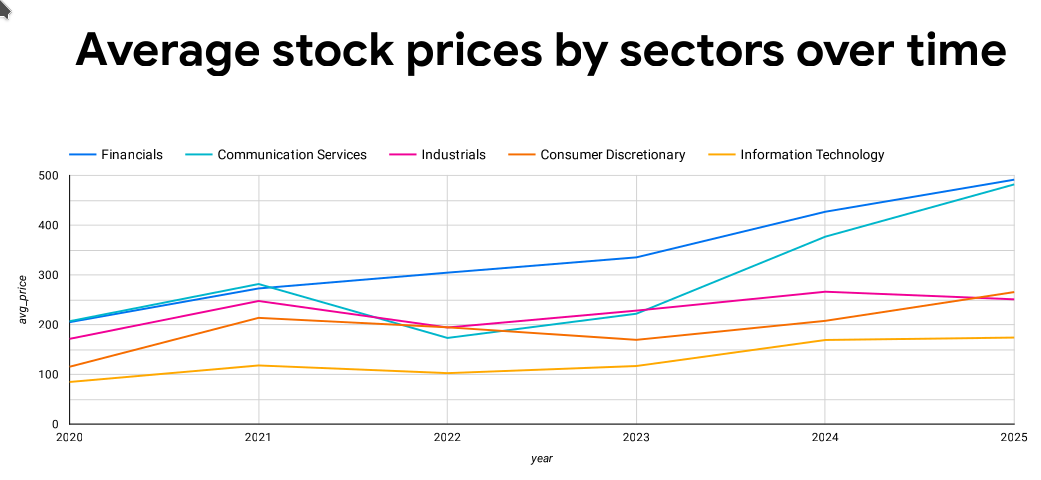 Average stock prices by sectors over time
Financials Communication Services Industrials Consumer Discretionary Information Technology
500
400
300
200
100
0
avg_price
2020 2021 2022 2023 2024 2025
year